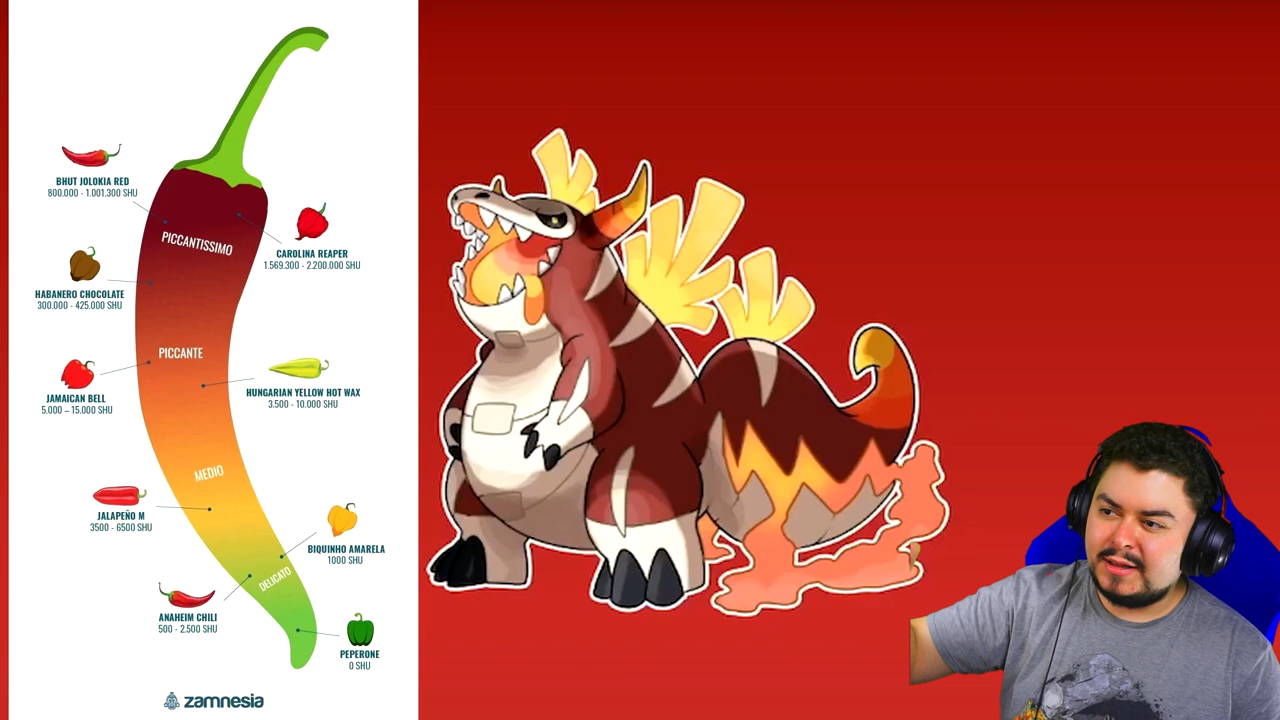 BHUT JOLOKIA RED
800.000 - 1.001.300 SHU
PICCANTISSIMO
CAROLINA REAPER
1.569.300 - 2.200.000 SHU
HABANERO CHOCOLATE
300.000 - 425.000 SHU
PICCANTE
JAMAICAN BELL
5.000 – 15.000 SHU
HUNGARIAN YELLOW HOT WAX
3.500 - 10.000 SHU
MEDIO
JALAPEÑO M
3500 - 6500 SHU
BIQUINHO AMARELA
1000 SHU
DELICATO
ANAHEIM CHILI
500 - 2.500 SHU
PEPERONE
0 SHU
zamnesia